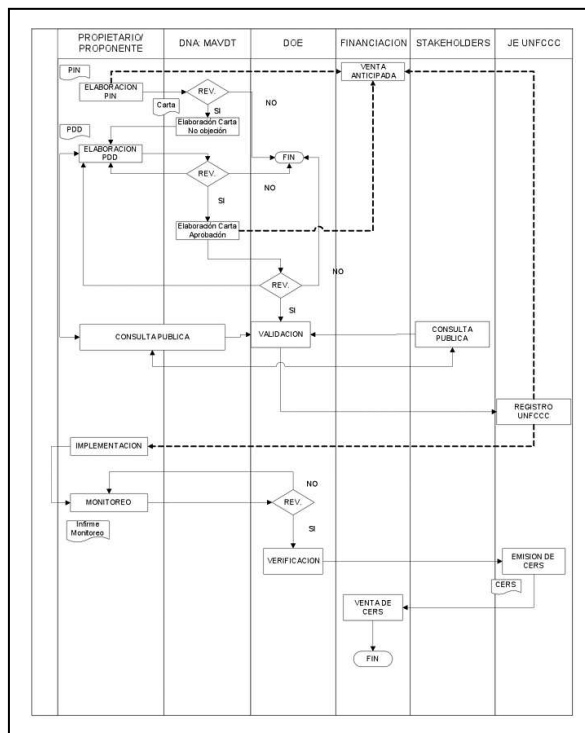 PROPIETARIO/
PROPONENTE
DNA: MAVDT
DOE
FINANCIACION
STAKEHOLDERS
JE UNFCCC
PIN
ELABORACION
PIN
REV.
NO
VENTA
ANTICIPADA
Carta
SI
Elaboración Carta
No objeción
PDD
ELABORACION
PDD
REV.
NO
FIN
SI
Elaboración Carta
Aprobación
REV.
NO
SI
CONSULTA PUBLICA
VALIDACION
CONSULTA
PUBLICA
REGISTRO
UNFCCC
IMPLEMENTACION
NO
MONITOREO
REV.
Infirme
Monitoreo
SI
VERIFICACION
EMISION DE
CERS
CERS
VENTA DE
CERS
FIN